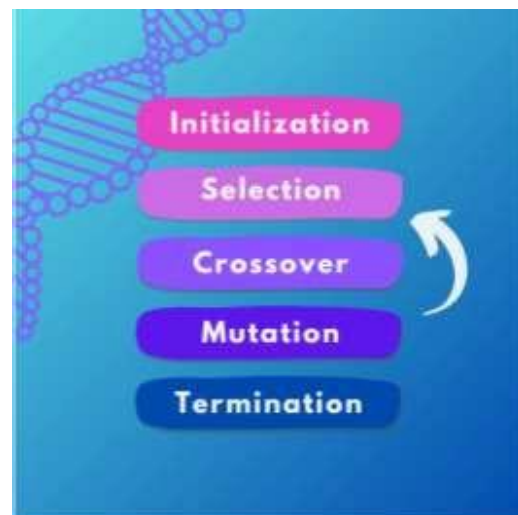 Initialization
Selection
Crossover
Mutation
Termination